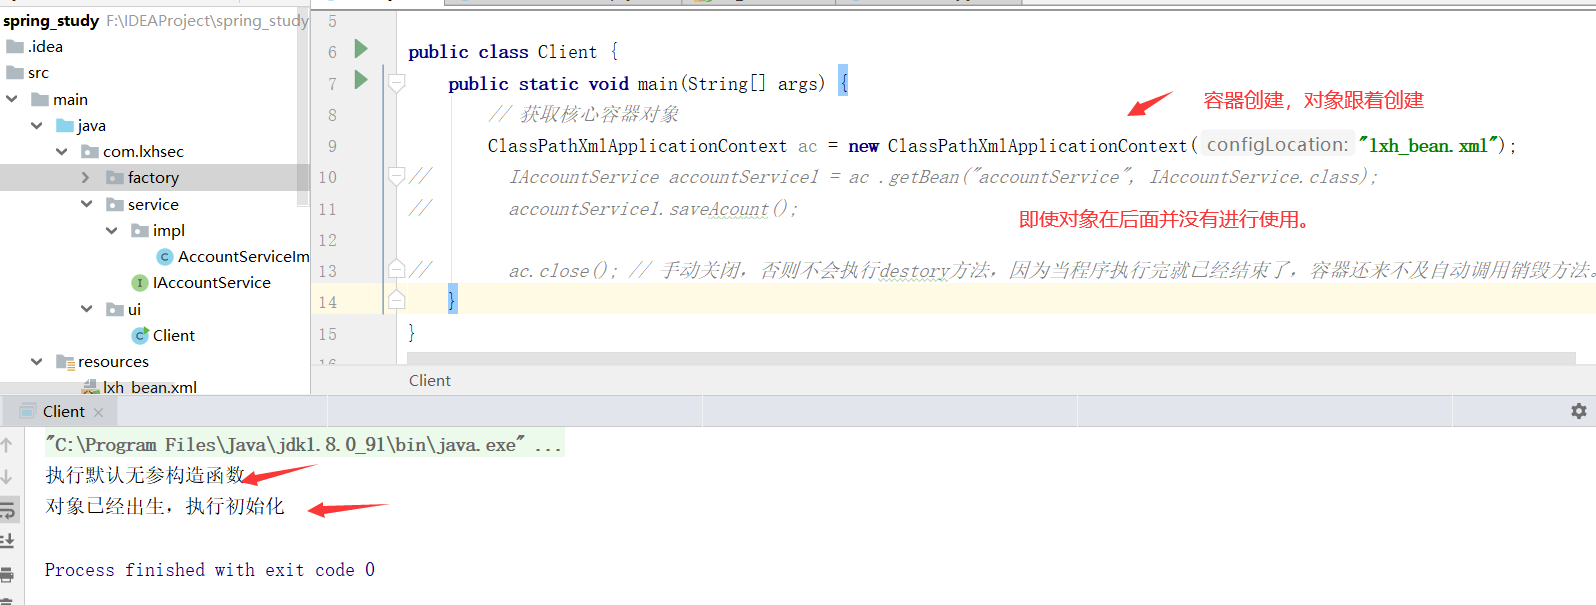 spring_study F:\IDEAProject\spring_study
.idea
src
main
java
com.lxhsec
factory
service
impl
AccountServiceIm
IAccountService
ui
Client
resources
lxh_bean.xml
5
6 public class Client {
7 public static void main(String[] args) {
8 // 获取核心容器对象
容器创建，对象跟着创建
9 ClassPathXmlApplicationContext ac = new ClassPathXmlApplicationContext( configLocation: "lxh_bean.xml");
10 // IAccountService accountService1 = ac .getBean("accountService", IAccountService.class);
11 // accountService1.saveAcount();
即使对象在后面并没有进行使用。
12
13 // ac.close(); // 手动关闭，否则不会执行destory方法，因为当程序执行完就已经结束了，容器还来不及自动调用销毁方法。
14 }
15 }
16
Client
Client
"C:\Program Files\Java\jdk1.8.0_91\bin\java.exe" ...
执行默认无参构造函数
对象已经出生，执行初始化
Process finished with exit code 0